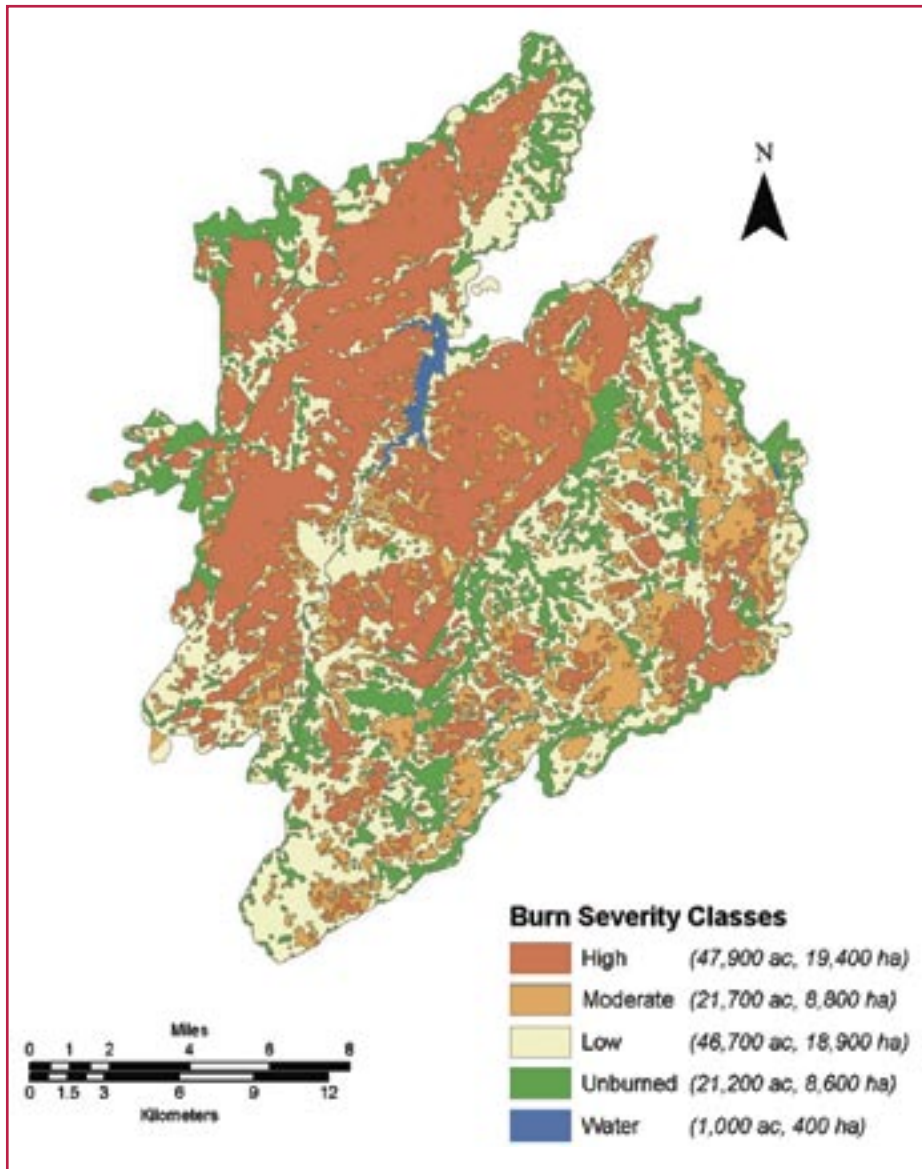 N
Burn Severity Classes
High (47,900 ac, 19,400 ha)
Moderate (21,700 ac, 8,800 ha)
Low (46,700 ac, 18,900 ha)
Unburned (21,200 ac, 8,600 ha)
Water (1,000 ac, 400 ha)
Miles
0 1 2 4 6 8
0 1.5 3 6 9 12
Kilometers